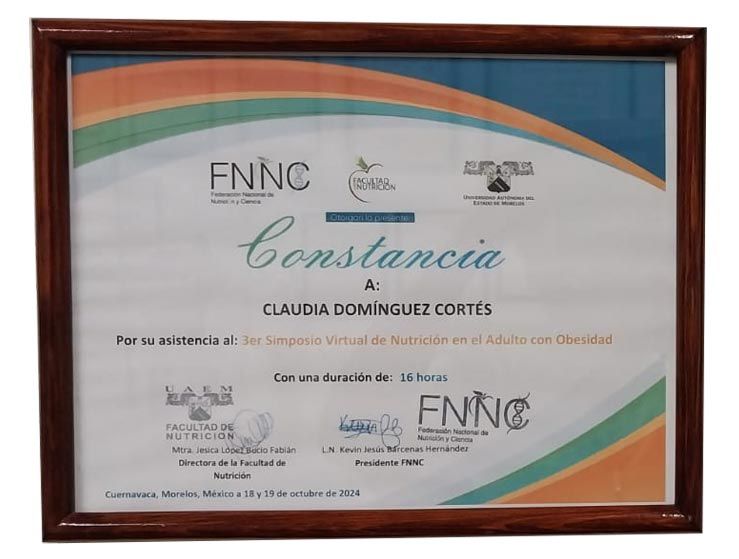 FNNC
Federación Nacional de
Nutrición y Ciencia
FACULTAD
NUTRICIÓN
UNIVERSIDAD AUTÓNOMA DEL
ESTADO DE MORELOS
Otorgan la presente:
Constancia
A:
CLAUDIA DOMÍNGUEZ CORTÉS
Por su asistencia al: 3er Simposio Virtual de Nutrición en el Adulto con Obesidad
Con una duración de: 16 horas
UAEM
FACULTAD DE
NUTRICIÓN
Mtra. Jesica López Bucio Fabián
Directora de la Facultad de
Nutrición
L.N. Kevin Jesús Bárcenas Hernández
Presidente FNNC
FNNC
Federación Nacional de
Nutrición y Ciencia
Cuernavaca, Morelos, México a 18 y 19 de octubre de 2024